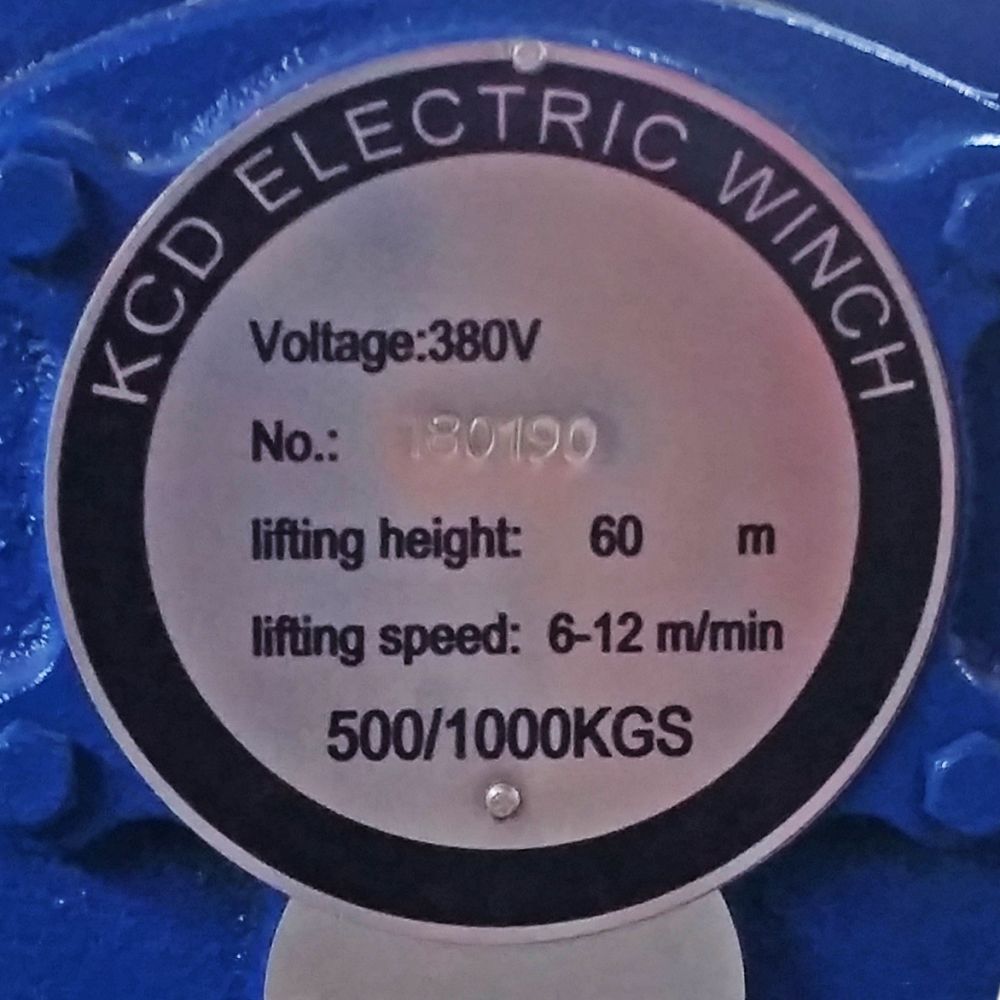 KCD ELECTRIC WINCH
Voltage:380V
No.: 180190
lifting height: 60 m
lifting speed: 6-12 m/min
500/1000KGS